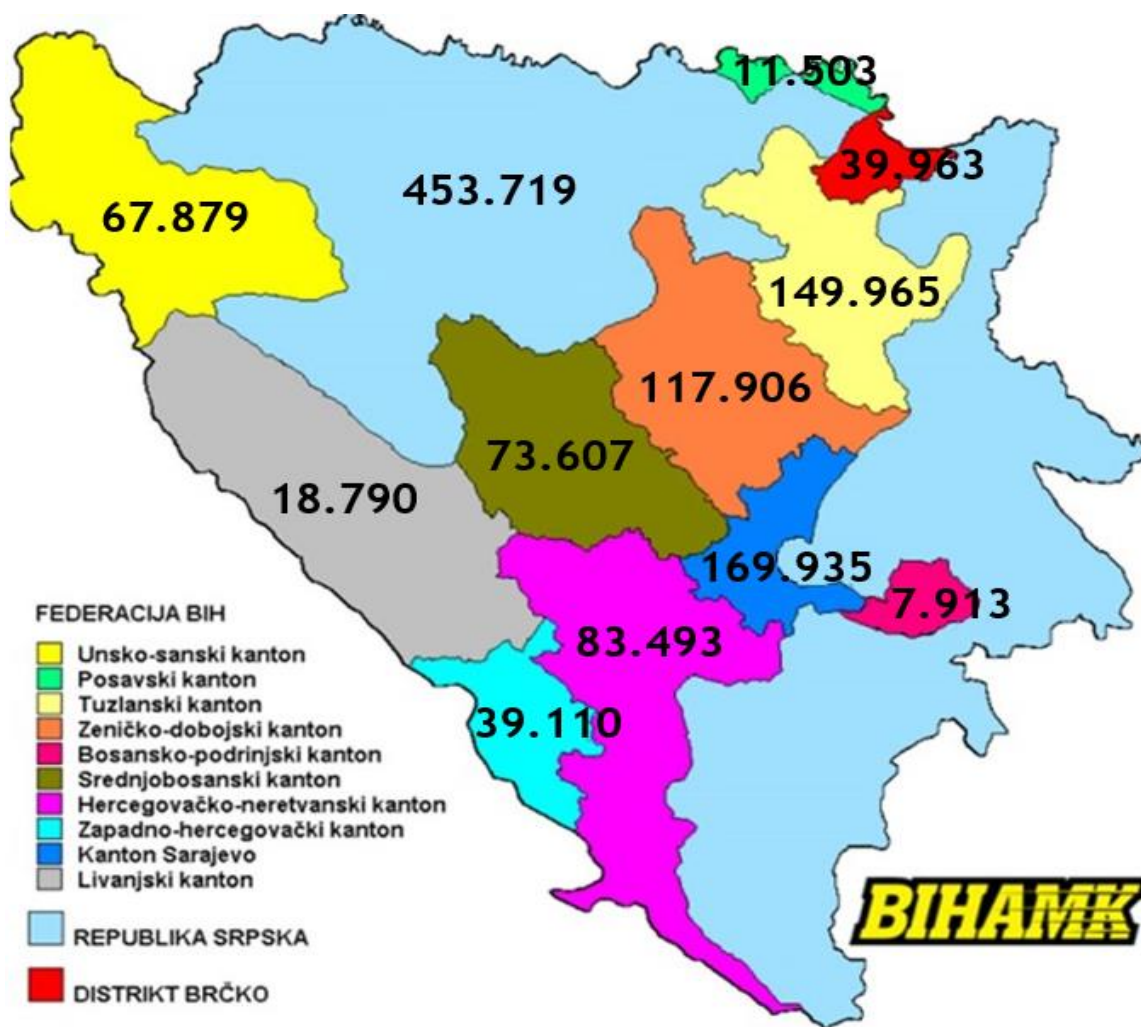 11.503
39.963
453.719
67.879
149.965
117.906
73.607
18.790
169.935
7.913
83.493
39.110
FEDERACIJA BIH
Unsko-sanski kanton
Posavski kanton
Tuzlanski kanton
Zeničko-dobojski kanton
Bosansko-podrinjski kanton
Srednjobosanski kanton
Hercegovačko-neretvanski kanton
Zapadno-hercegovački kanton
Kanton Sarajevo
Livanjski kanton
REPUBLIKA SRPSKA
DISTRIKT BRČKO
BIHAMK